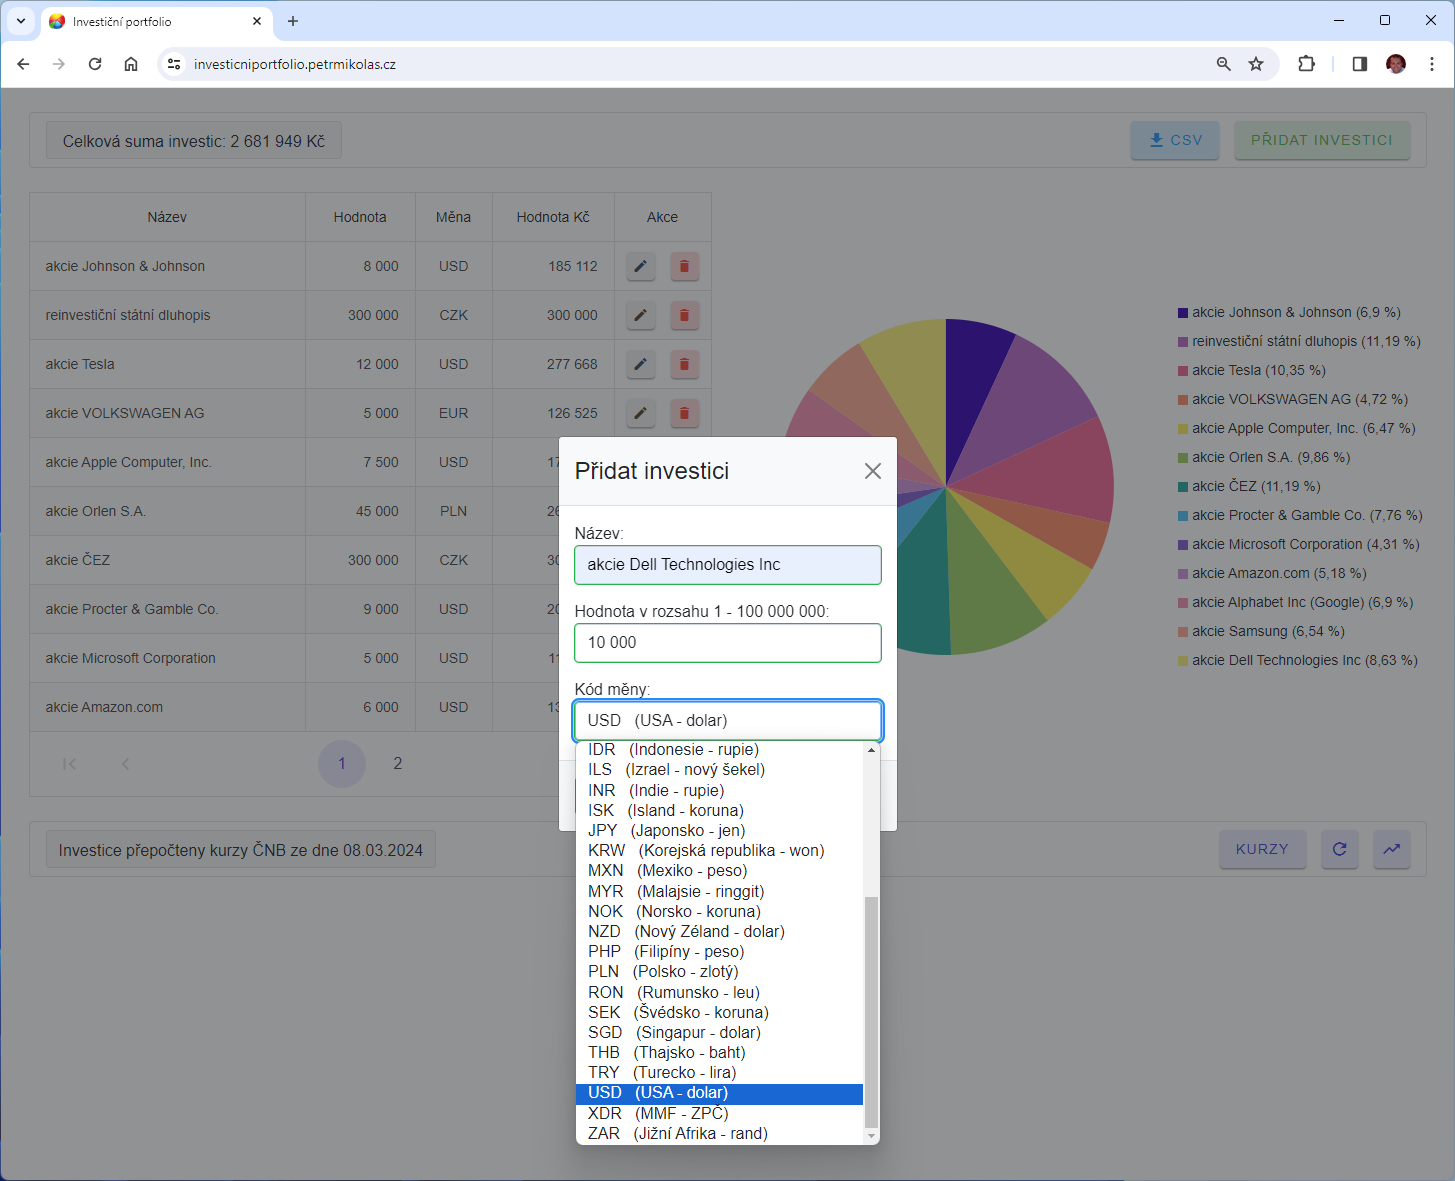 Investiční portfolio
investicniportfolio.petrmikolas.cz
Celková suma investic: 2 681 949 Kč
CSV
PŘIDAT INVESTICI
Název Hodnota Měna Hodnota Kč Akce
akcie Johnson & Johnson 8 000 USD 185 112
reinvestiční státní dluhopis 300 000 CZK 300 000
akcie Tesla 12 000 USD 277 668
akcie VOLKSWAGEN AG 5 000 EUR 126 525
akcie Apple Computer, Inc. 7 500 USD
akcie Orlen S.A. 45 000 PLN
akcie ČEZ 300 000 CZK
akcie Procter & Gamble Co. 9 000 USD
akcie Microsoft Corporation 5 000 USD
akcie Amazon.com 6 000 USD
1 2
akcie Johnson & Johnson (6,9 %)
reinvestiční státní dluhopis (11,19 %)
akcie Tesla (10,35 %)
akcie VOLKSWAGEN AG (4,72 %)
akcie Apple Computer, Inc. (6,47 %)
akcie Orlen S.A. (9,86 %)
akcie ČEZ (11,19 %)
akcie Procter & Gamble Co. (7,76 %)
akcie Microsoft Corporation (4,31 %)
akcie Amazon.com (5,18 %)
akcie Alphabet Inc (Google) (6,9 %)
akcie Samsung (6,54 %)
akcie Dell Technologies Inc (8,63 %)
Přidat investici
Název:
akcie Dell Technologies Inc
Hodnota v rozsahu 1 - 100 000 000:
10 000
Kód měny:
USD (USA - dolar)
IDR (Indonesie - rupie)
ILS (Izrael - nový šekel)
INR (Indie - rupie)
ISK (Island - koruna)
JPY (Japonsko - jen)
KRW (Korejská republika - won)
MXN (Mexiko - peso)
MYR (Malajsie - ringgit)
NOK (Norsko - koruna)
NZD (Nový Zéland - dolar)
PHP (Filipíny - peso)
PLN (Polsko - zlotý)
RON (Rumunsko - leu)
SEK (Švédsko - koruna)
SGD (Singapur - dolar)
THB (Thajsko - baht)
TRY (Turecko - lira)
USD (USA - dolar)
XDR (MMF - ZPČ)
ZAR (Jižní Afrika - rand)
Investice přepočteny kurzy ČNB ze dne 08.03.2024
KURZY